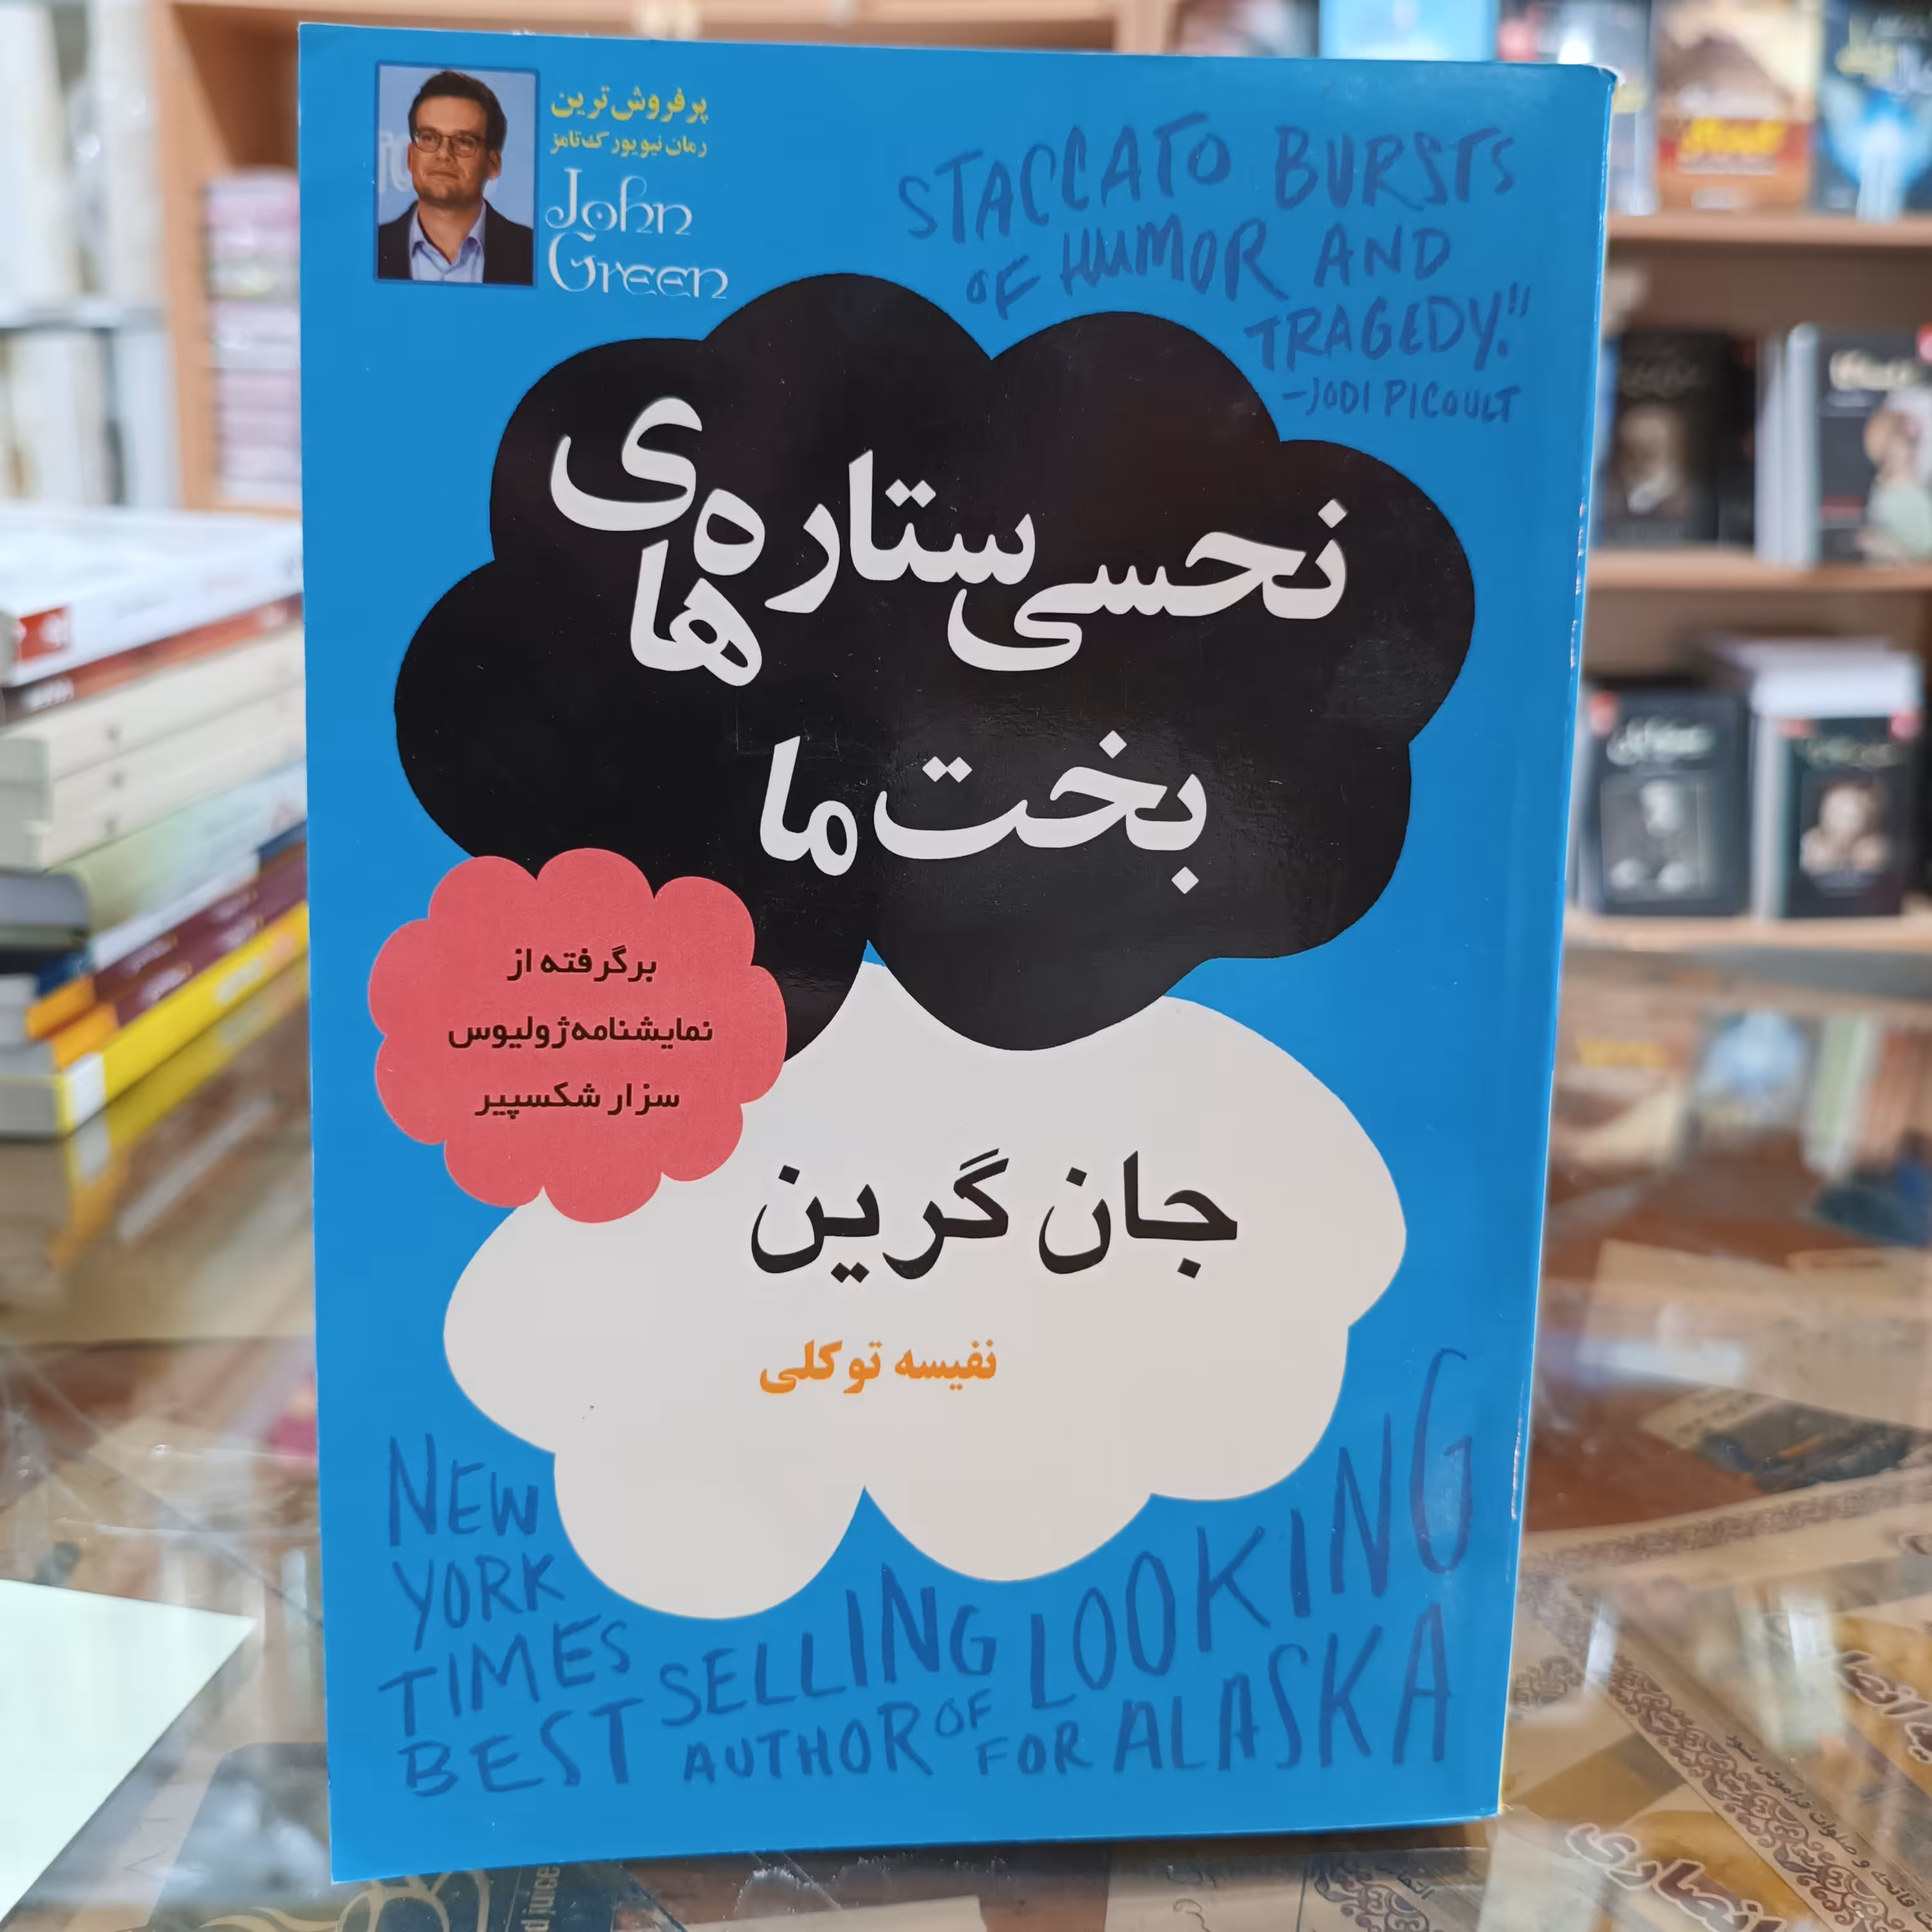 پرفروش‌ترین
رمان نیویورک تامز
John
Green
STACCATO BURSTS
OF HUMOR AND
TRAGEDY."
-JODI PICOULT
نحسی ستاره‌های
بخت ما
برگرفته از
نمایشنامه ژولیوس
سزار شکسپیر
جان گرین
نفیسه توکلی
NEW
YORK
TIMES
BEST SELLING LOOKING
AUTHOR OF FOR ALASKA
انصاری